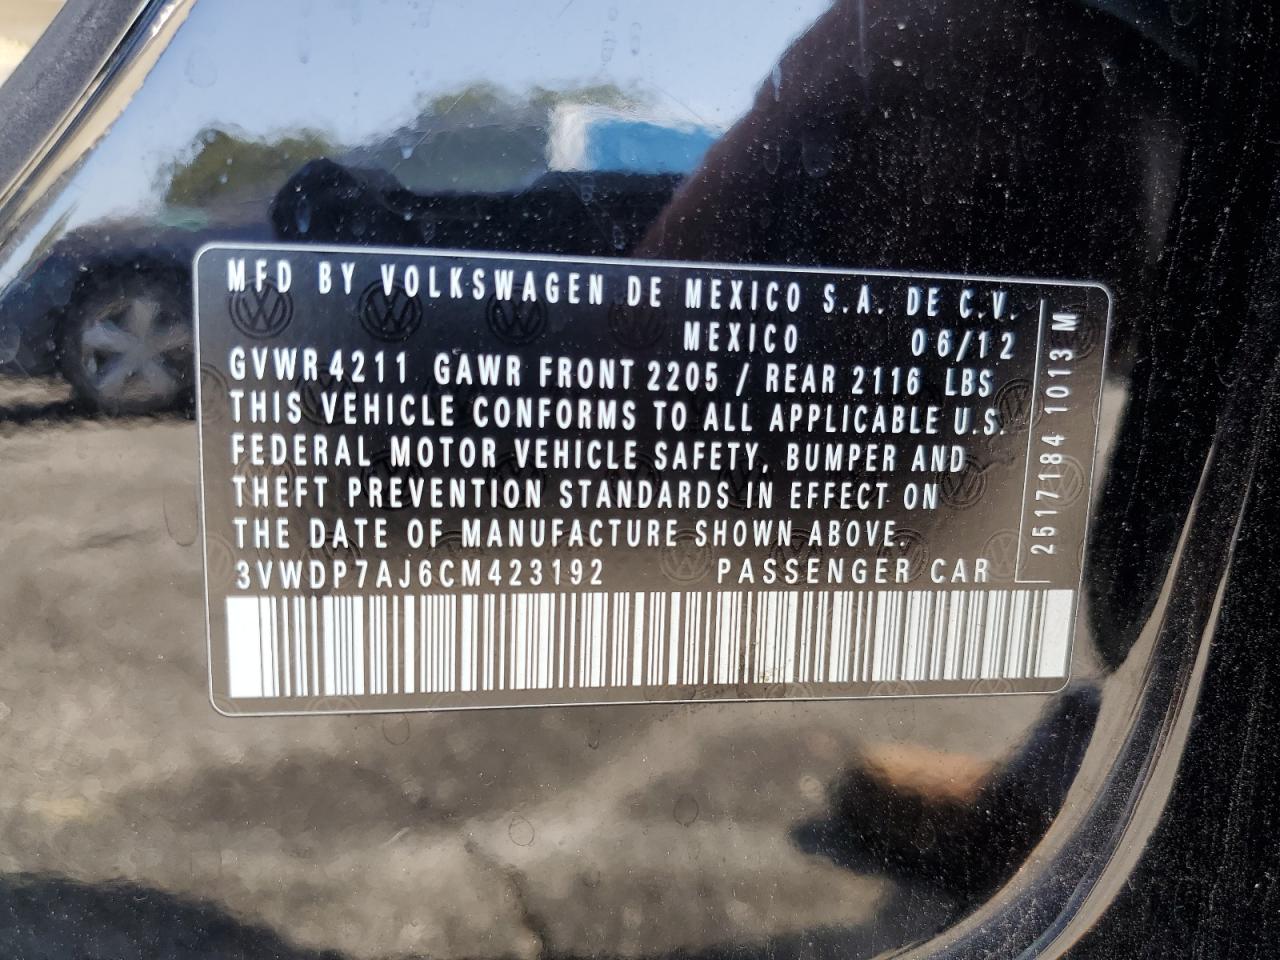 MFD BY VOLKSWAGEN DE MEXICO S.A. DE C.V.
MEXICO 06/12
GVWR 4211 GAWR FRONT 2205 / REAR 2116 LBS
THIS VEHICLE CONFORMS TO ALL APPLICABLE U.S.
FEDERAL MOTOR VEHICLE SAFETY, BUMPER AND
THEFT PREVENTION STANDARDS IN EFFECT ON
THE DATE OF MANUFACTURE SHOWN ABOVE.
3VWDP7AJ6CM423192 PASSENGER CAR
2517184 1013 M